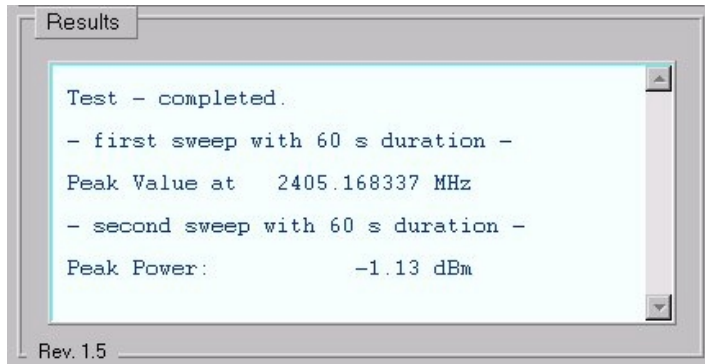 Results
Test - completed.
- first sweep with 60 s duration -
Peak Value at 2405.168337 MHz
- second sweep with 60 s duration -
Peak Power: -1.13 dBm
Rev. 1.5